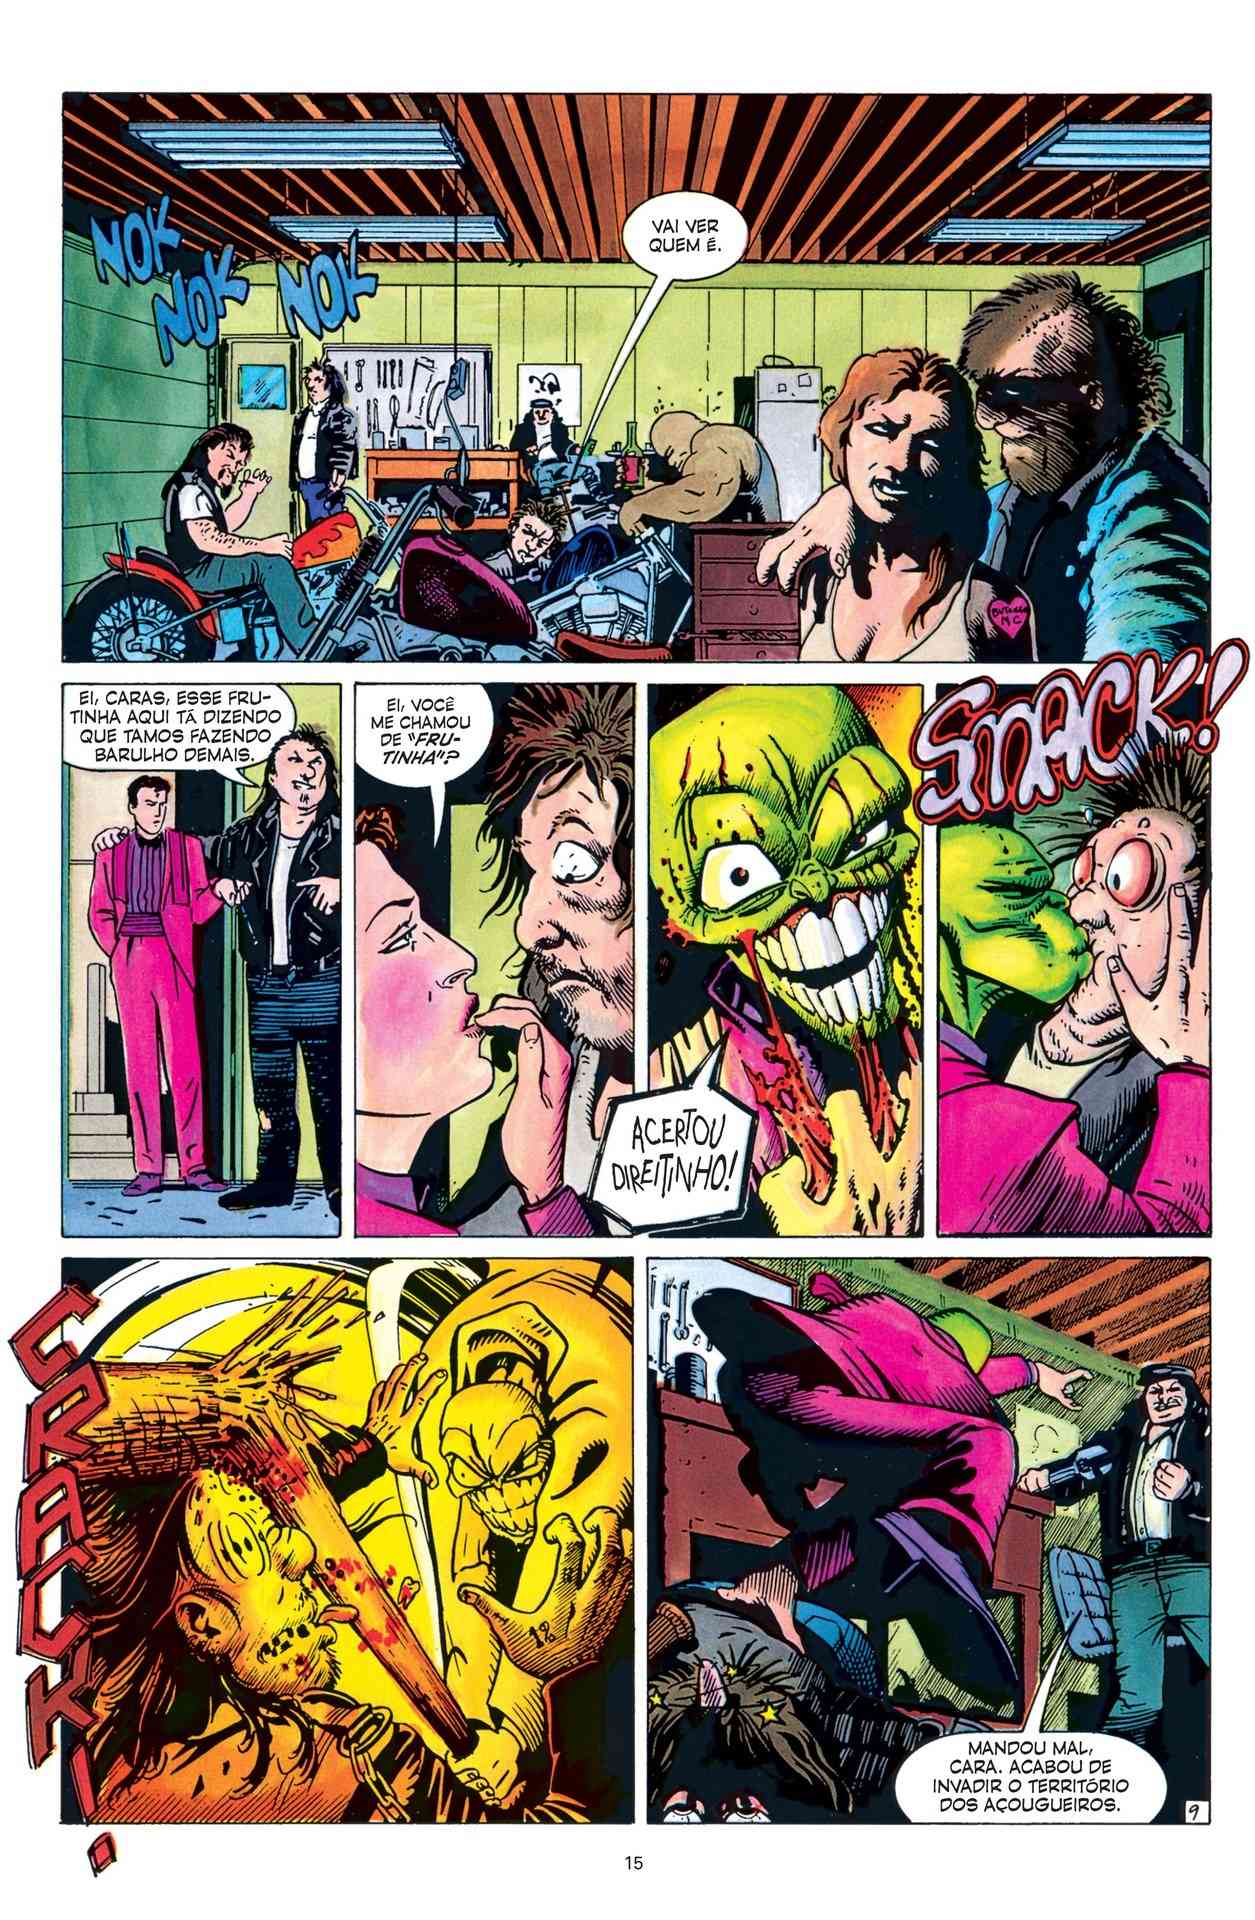 NOK
NOK
NOK
VAI VER
QUEM É.
EI, CARAS, ESSE FRU-
TINHA AQUI TÁ DIZENDO
QUE TAMOS FAZENDO
BARULHO DEMAIS.
EI, VOCÊ
ME CHAMOU
DE “FRU-
TINHA”?
ACERTOU
DIREITINHO!
SMACK!
CRACK!
12
MANDOU MAL,
CARA. ACABOU DE
INVADIR O TERRITÓRIO
DOS AÇOUGUEIROS.
9
15